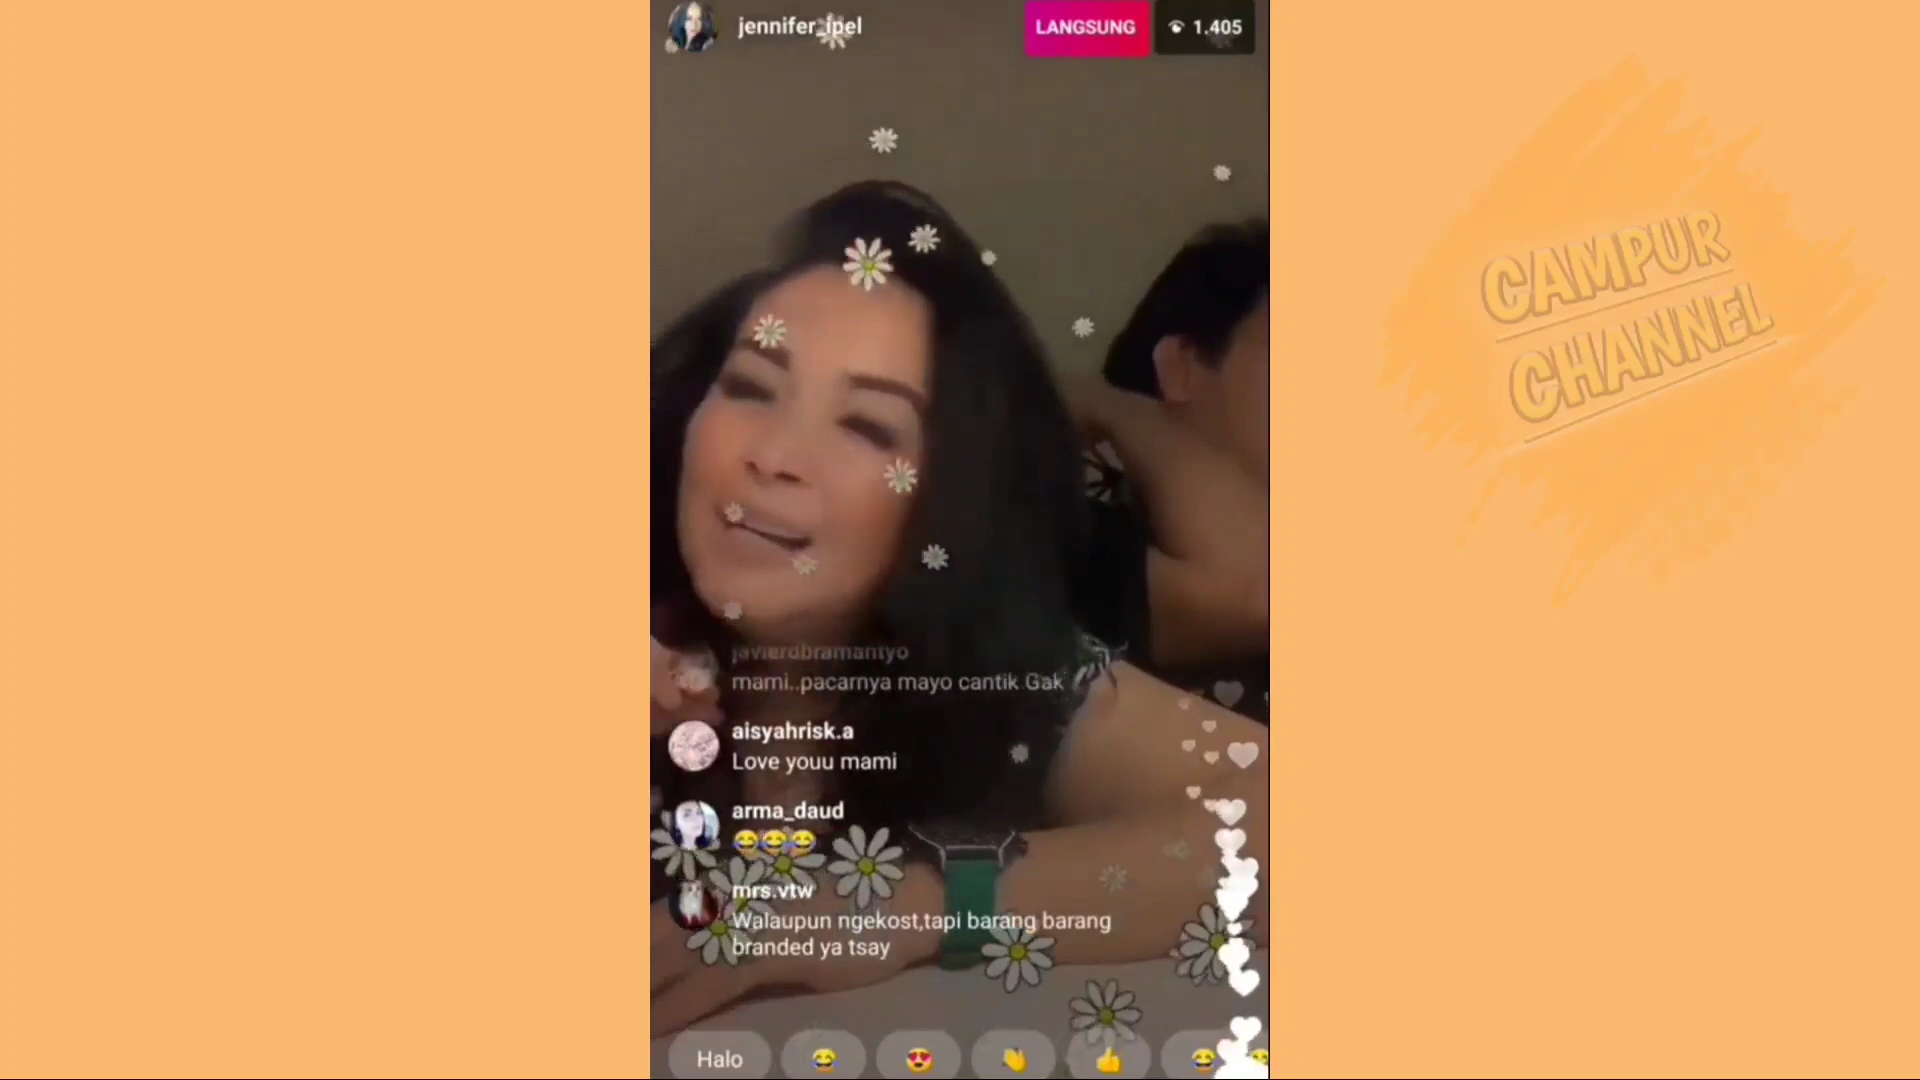 jennifer_ipel
LANGSUNG
1.405
CAMPUR
CHANNEL
javierdbramantyo
mami..pacarnya mayo cantik Gak
aisyahrisk.a
Love youu mami
arma_daud
😂😂😂
mrs.vtw
Walaupun ngekost,tapi barang barang
branded ya tsay
Halo